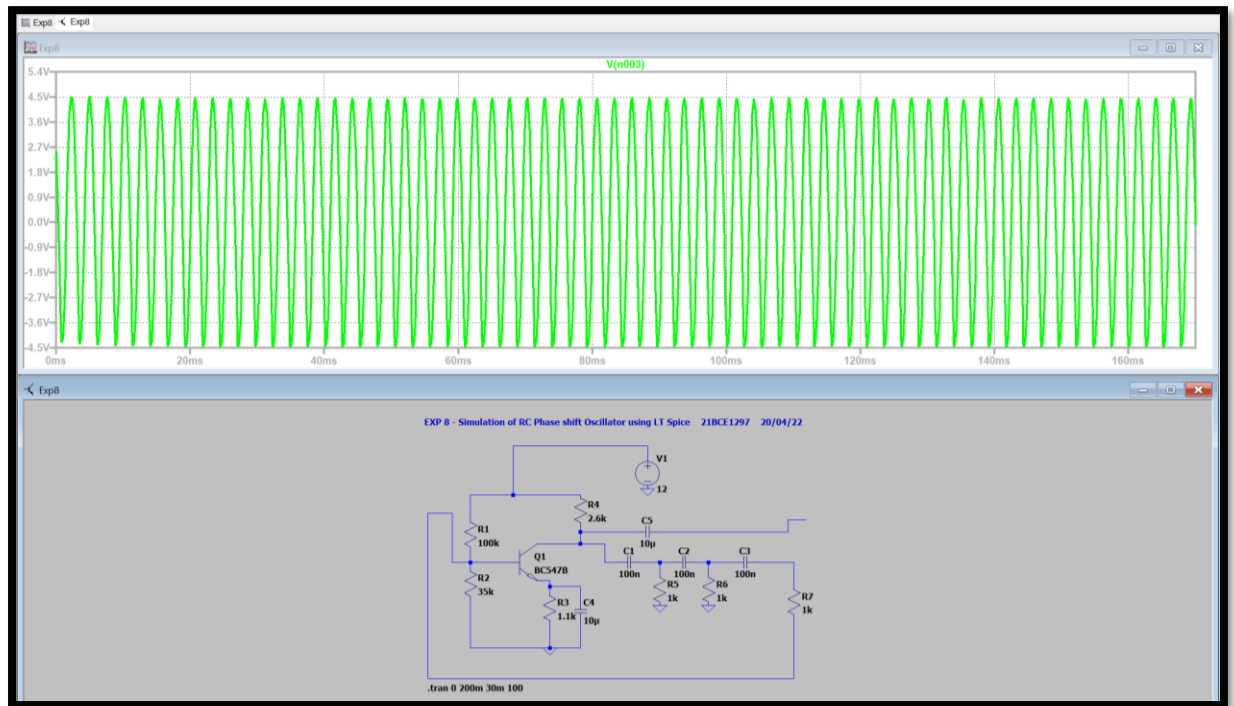 Exp8 Exp8
Exp8
V(n003)
5.4V
4.5V
3.6V
2.7V
1.8V
0.9V
0.0V
-0.9V
-1.8V
-2.7V
-3.6V
-4.5V
0ms 20ms 40ms 60ms 80ms 100ms 120ms 140ms 160ms
Exp8
EXP 8 - Simulation of RC Phase shift Oscillator using LT Spice 21BCE1297 20/04/22
V1
12
R4
2.6k
C5
10µ
R1
100k
Q1
BC547B
C1
100n
C2
100n
C3
100n
R2
35k
R5
1k
R6
1k
R3
1.1k
C4
10µ
R7
1k
.tran 0 200m 30m 100